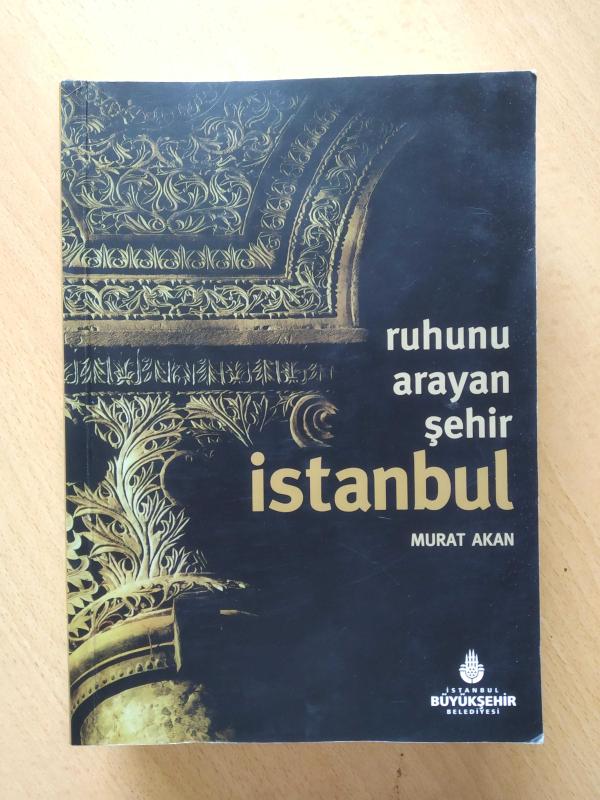 ruhunu
arayan
şehir
istanbul
MURAT AKAN
İSTANBUL
BÜYÜKŞEHİR
BELEDİYESİ